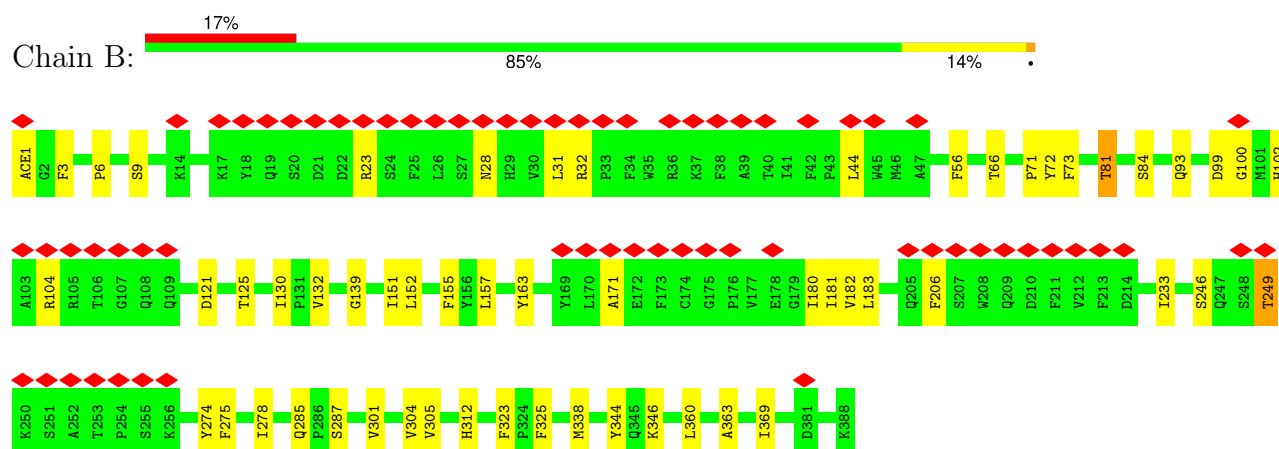 17%
Chain B:
85% 14% •
ACE1 G2 F3 P6 S9 K14 K17 Y18 Q19 S20 D21 D22 R23 S24 F25 L26 S27 N28 H29 V30 L31 R32 P33 F34 W35 R36 K37 F38 A39 T40 I41 F42 P43 L44 W45 M46 A47 F56 T66 P71 Y72 F73 T81 S84 Q93 D99 G100 M101 H102
A103 R104 R105 T106 G107 Q108 Q109 D121 T125 I130 P131 V132 G139 I151 L152 F155 Y156 L157 Y163 Y169 L170 A171 E172 F173 C174 G175 P176 V177 E178 G179 I180 I181 V182 L183 Q205 F206 S207 W208 Q209 D210 F211 V212 F213 D214 I233 S246 Q247 S248 T249
K250 S251 A252 T253 P254 S255 K256 Y274 F275 I278 Q285 P286 S287 V301 V304 V305 H312 F323 P324 F325 M338 Y344 Q345 K346 L360 A363 I369 D381 K388